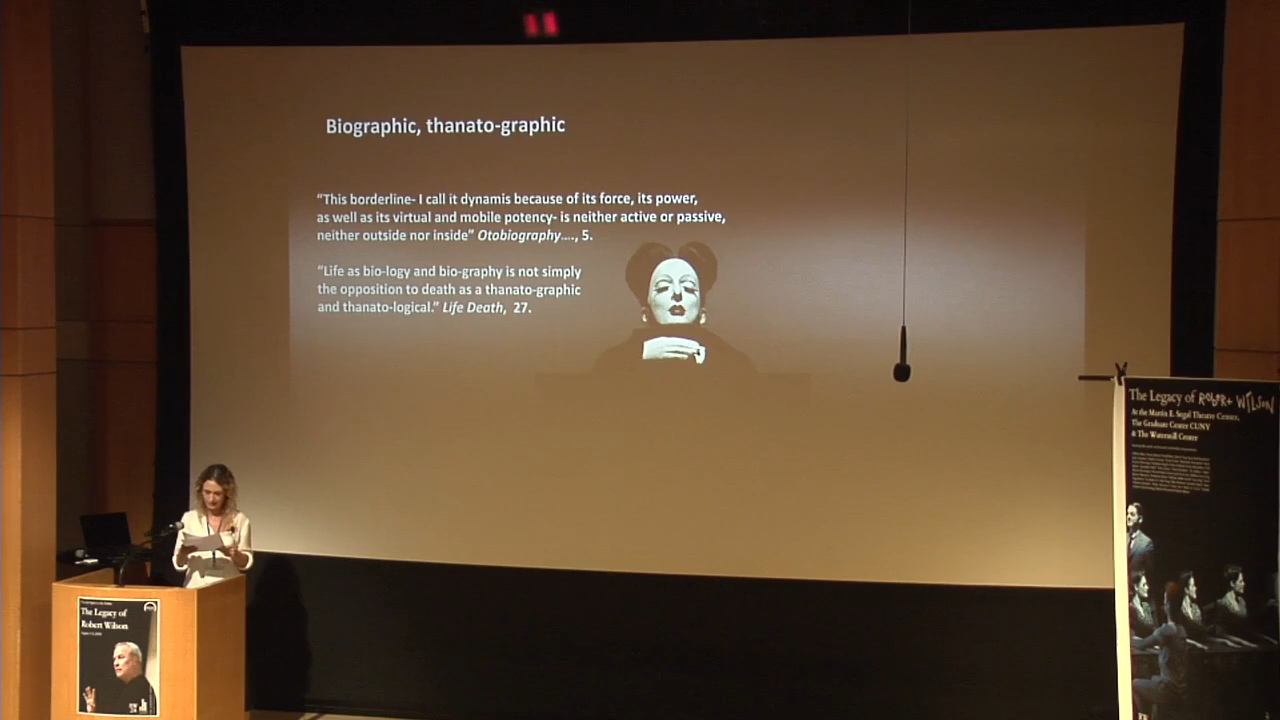 Biographic, thanato-graphic
“This borderline- I call it dynamis because of its force, its power,
as well as its virtual and mobile potency- is neither active or passive,
neither outside nor inside” Otobiography...., 5.
“Life as bio-logy and bio-graphy is not simply
the opposition to death as a thanato-graphic
and thanato-logical.” Life Death, 27.
The Legacy of ROBERT WILSON
At the Martin E. Segal Theatre Center,
The Graduate Center CUNY
& The Watermill Center
The Legacy of
Robert Wilson